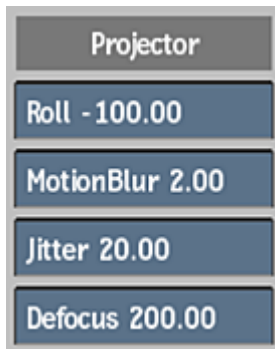 Projector
Roll -100.00
MotionBlur 2.00
Jitter 20.00
Defocus 200.00